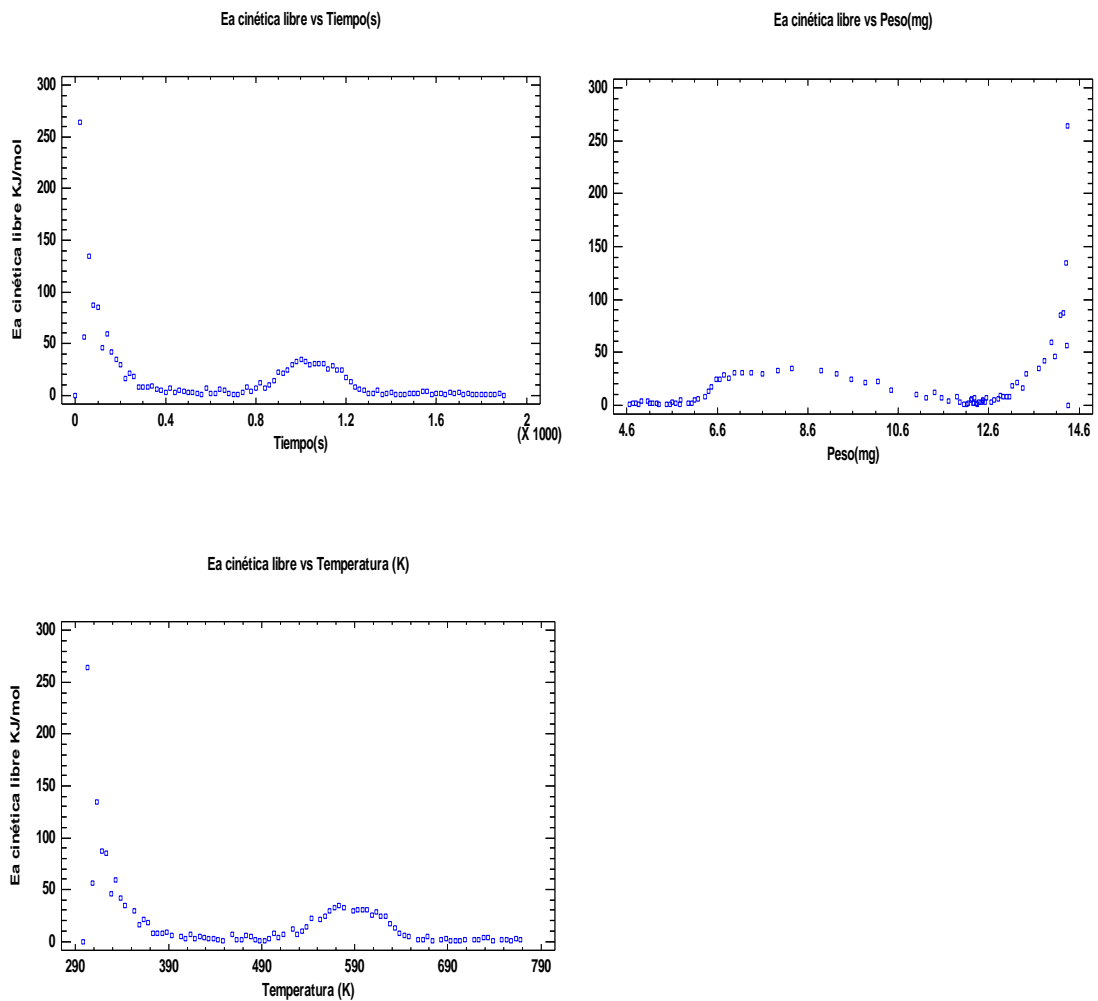 Ea cinética libre vs Tiempo(s)
Ea cinética libre KJ/mol
300
250
200
150
100
50
0
0 0.4 0.8 1.2 1.6 2
(X 1000)
Tiempo(s)
Ea cinética libre vs Peso(mg)
300
250
200
150
100
50
0
4.6 6.6 8.6 10.6 12.6 14.6
Peso(mg)
Ea cinética libre vs Temperatura (K)
Ea cinética libre KJ/mol
300
250
200
150
100
50
0
290 390 490 590 690 790
Temperatura (K)